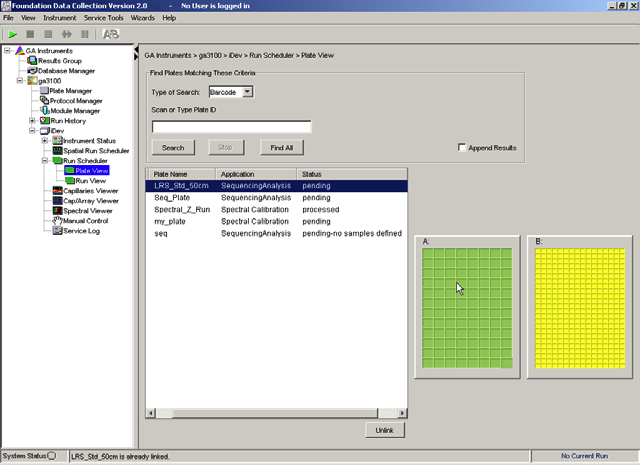 Foundation Data Collection Version 2.0 - No User is logged in
File View Instrument Service Tools Wizards Help
AB
GA Instruments > ga3100 > iDev > Run Scheduler > Plate View
GA Instruments
Results Group
Database Manager
ga3100
Plate Manager
Protocol Manager
Module Manager
Run History
iDev
Instrument Status
Spatial Run Scheduler
Run Scheduler
Plate View
Run View
Capillaries Viewer
Cap/Array Viewer
Spectral Viewer
Manual Control
Service Log
Find Plates Matching These Criteria
Type of Search: Barcode
Scan or Type Plate ID
Search Stop Find All Append Results
Plate Name Application Status
LRS_Std_50cm SequencingAnalysis pending
Seq_Plate SequencingAnalysis pending
Spectral_Z_Run Spectral Calibration processed
my_plate Spectral Calibration pending
seq SequencingAnalysis pending-no samples defined
A: B:
Unlink
System Status LRS_Std_50cm is already linked. No Current Run